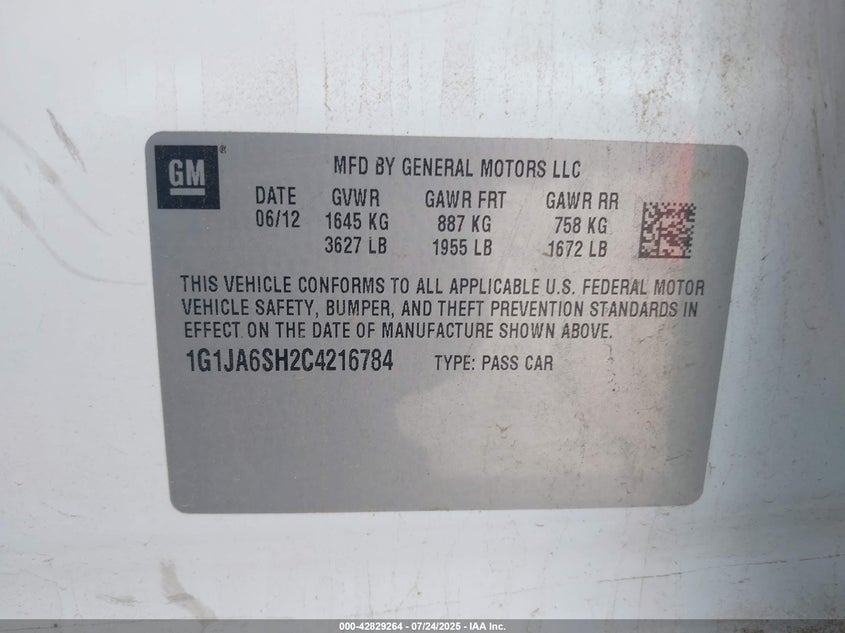 GM®
MFD BY GENERAL MOTORS LLC
DATE GVWR GAWR FRT GAWR RR
06/12 1645 KG 887 KG 758 KG
3627 LB 1955 LB 1672 LB
THIS VEHICLE CONFORMS TO ALL APPLICABLE U.S. FEDERAL MOTOR
VEHICLE SAFETY, BUMPER, AND THEFT PREVENTION STANDARDS IN
EFFECT ON THE DATE OF MANUFACTURE SHOWN ABOVE.
1G1JA6SH2C4216784 TYPE: PASS CAR
000-42829264 - 07/24/2025 - IAA Inc.